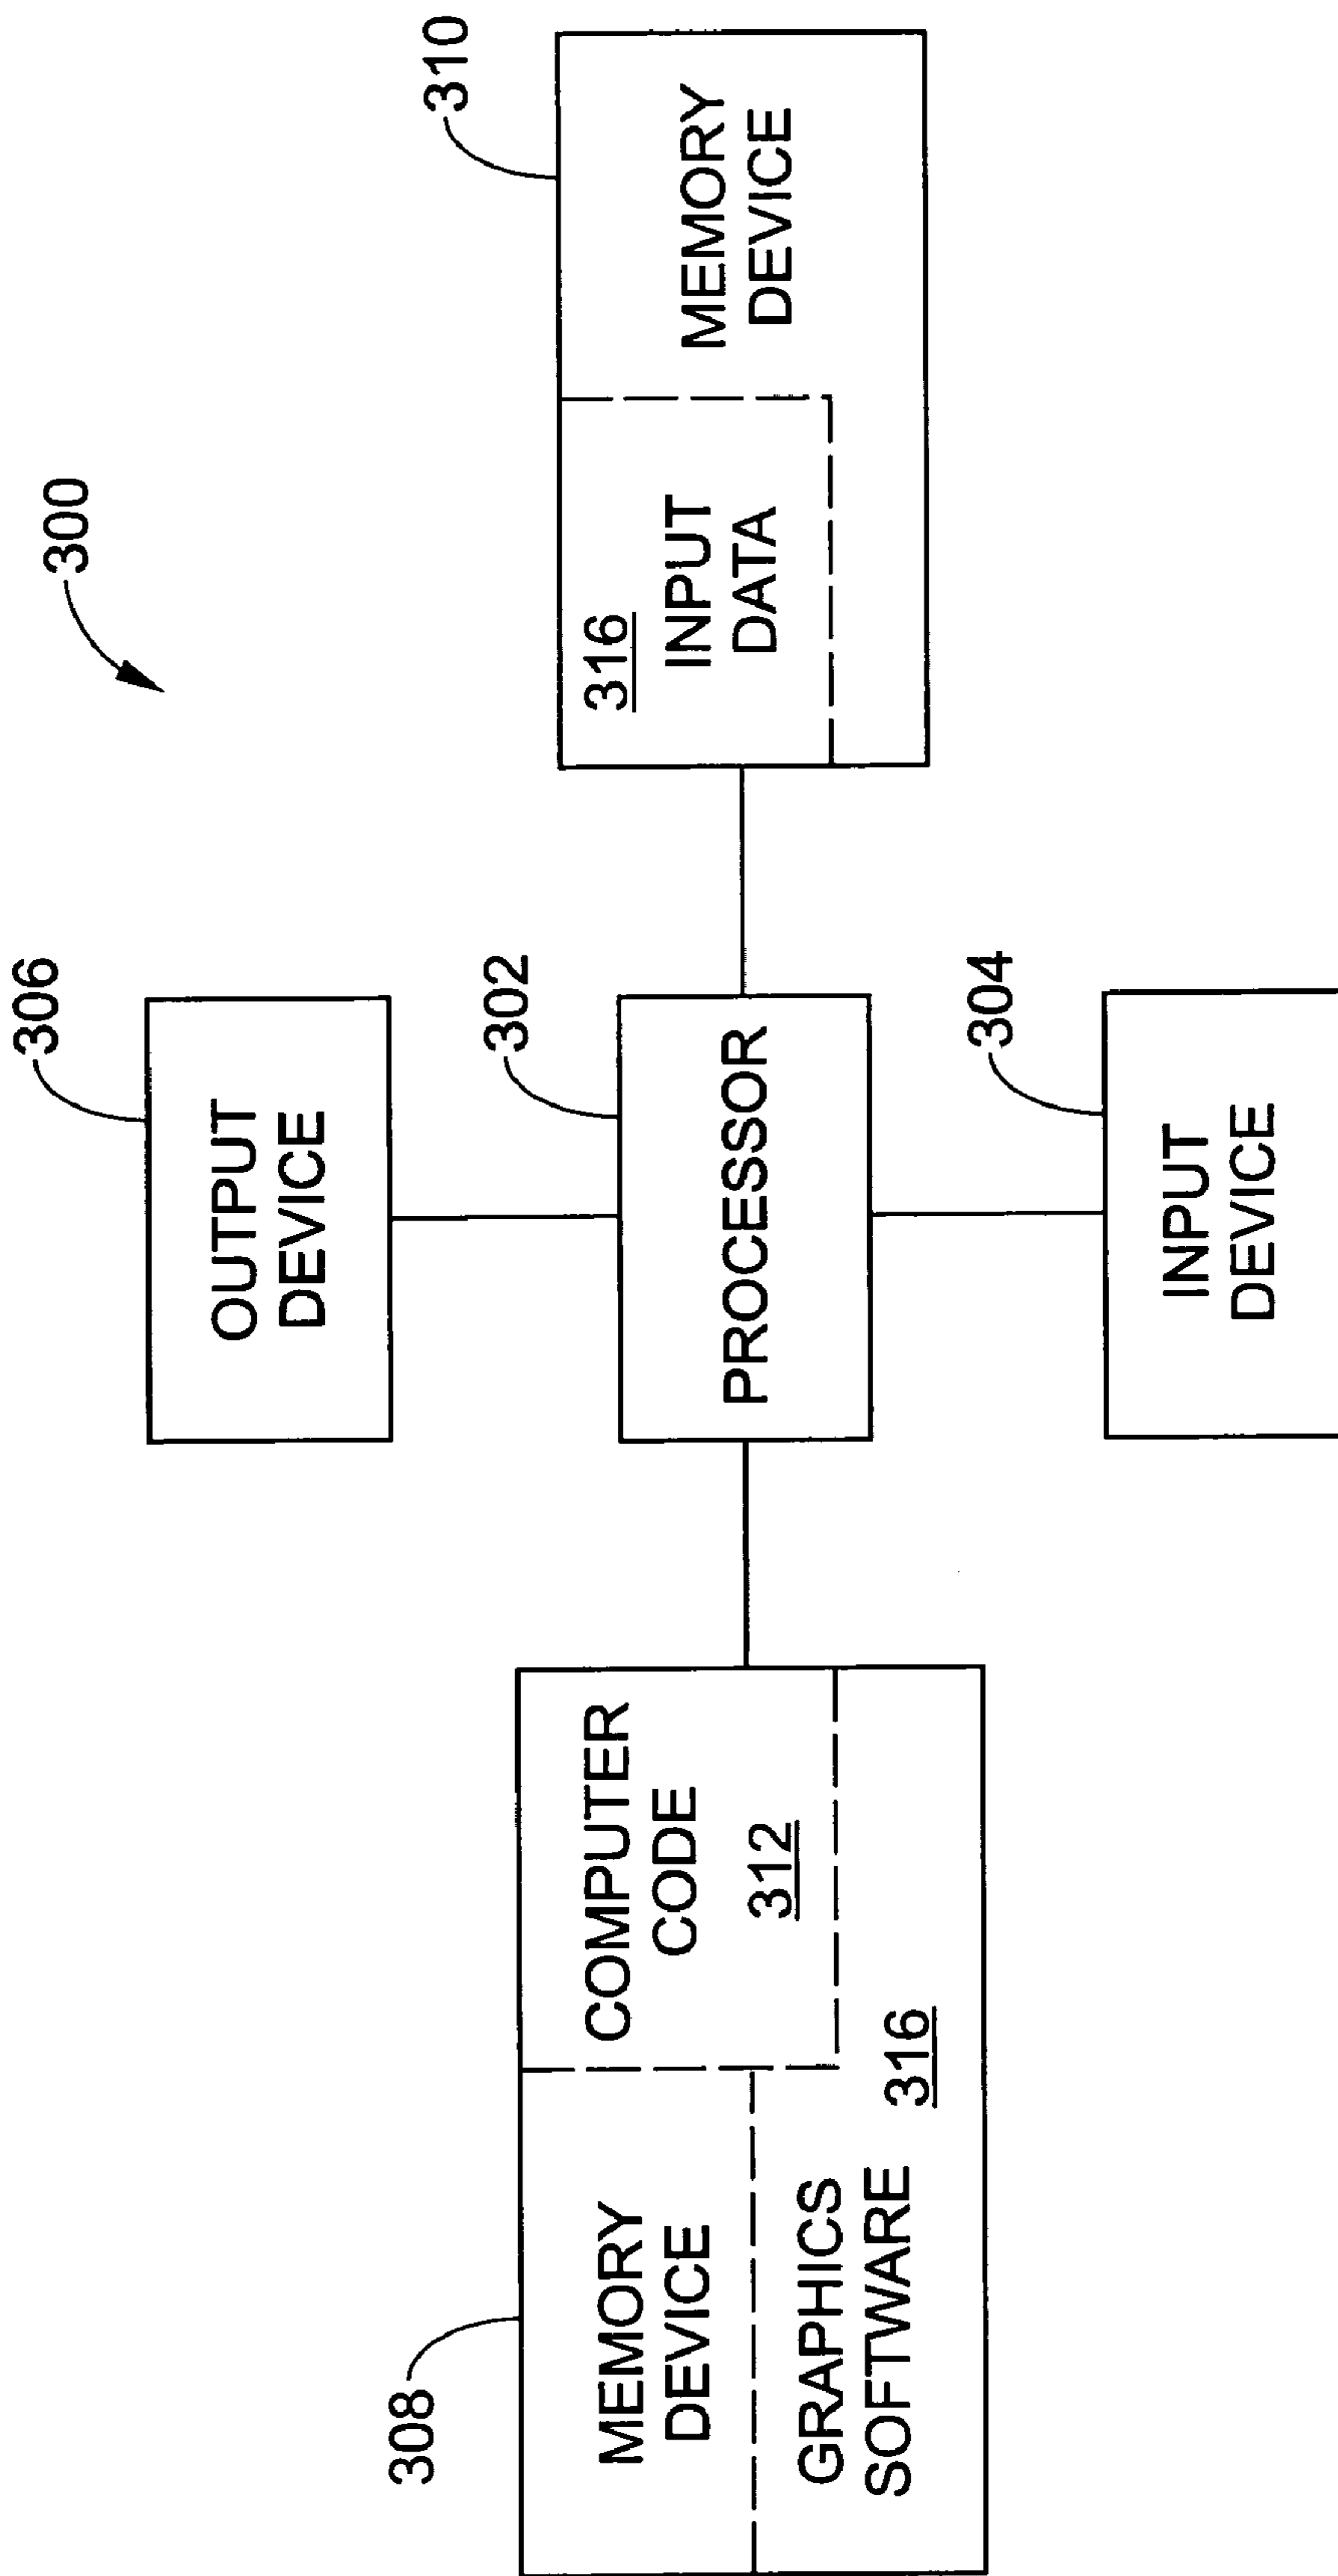 300
306
OUTPUT
DEVICE
310
308
302
MEMORY
DEVICE
COMPUTER
CODE
312
GRAPHICS
SOFTWARE
316
PROCESSOR
316
INPUT
DATA
MEMORY
DEVICE
304
INPUT
DEVICE